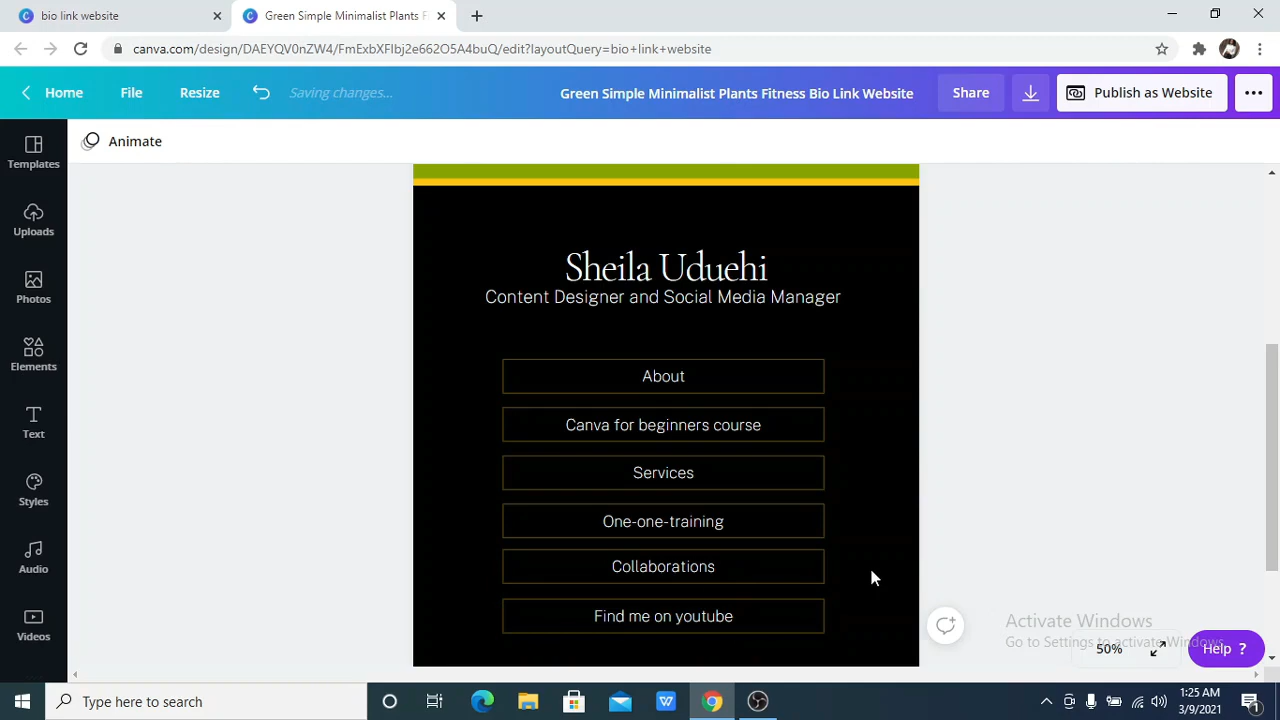 bio link website
Green Simple Minimalist Plants F
canva.com/design/DAEYQV0nZW4/FmExbXFlbj2e662O5A4buQ/edit?layoutQuery=bio+link+website
Home
File
Resize
Saving changes...
Green Simple Minimalist Plants Fitness Bio Link Website
Share
Publish as Website
Templates
Uploads
Photos
Elements
Text
Styles
Audio
Videos
Animate
Sheila Uduehi
Content Designer and Social Media Manager
About
Canva for beginners course
Services
One-one-training
Collaborations
Find me on youtube
Activate Windows
Go to Settings to activate Windows.
50%
Help ?
Type here to search
1:25 AM
3/9/2021
1